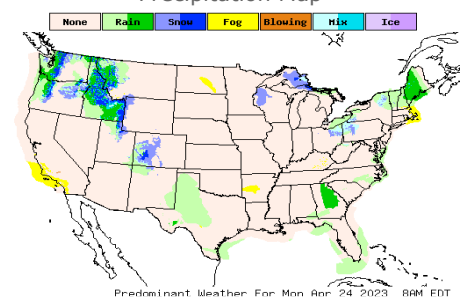 Precipitation Map
None Rain Snow Fog Blowing Mix Ice
Predominant Weather For Mon Apr 24 2023 8AM EDT